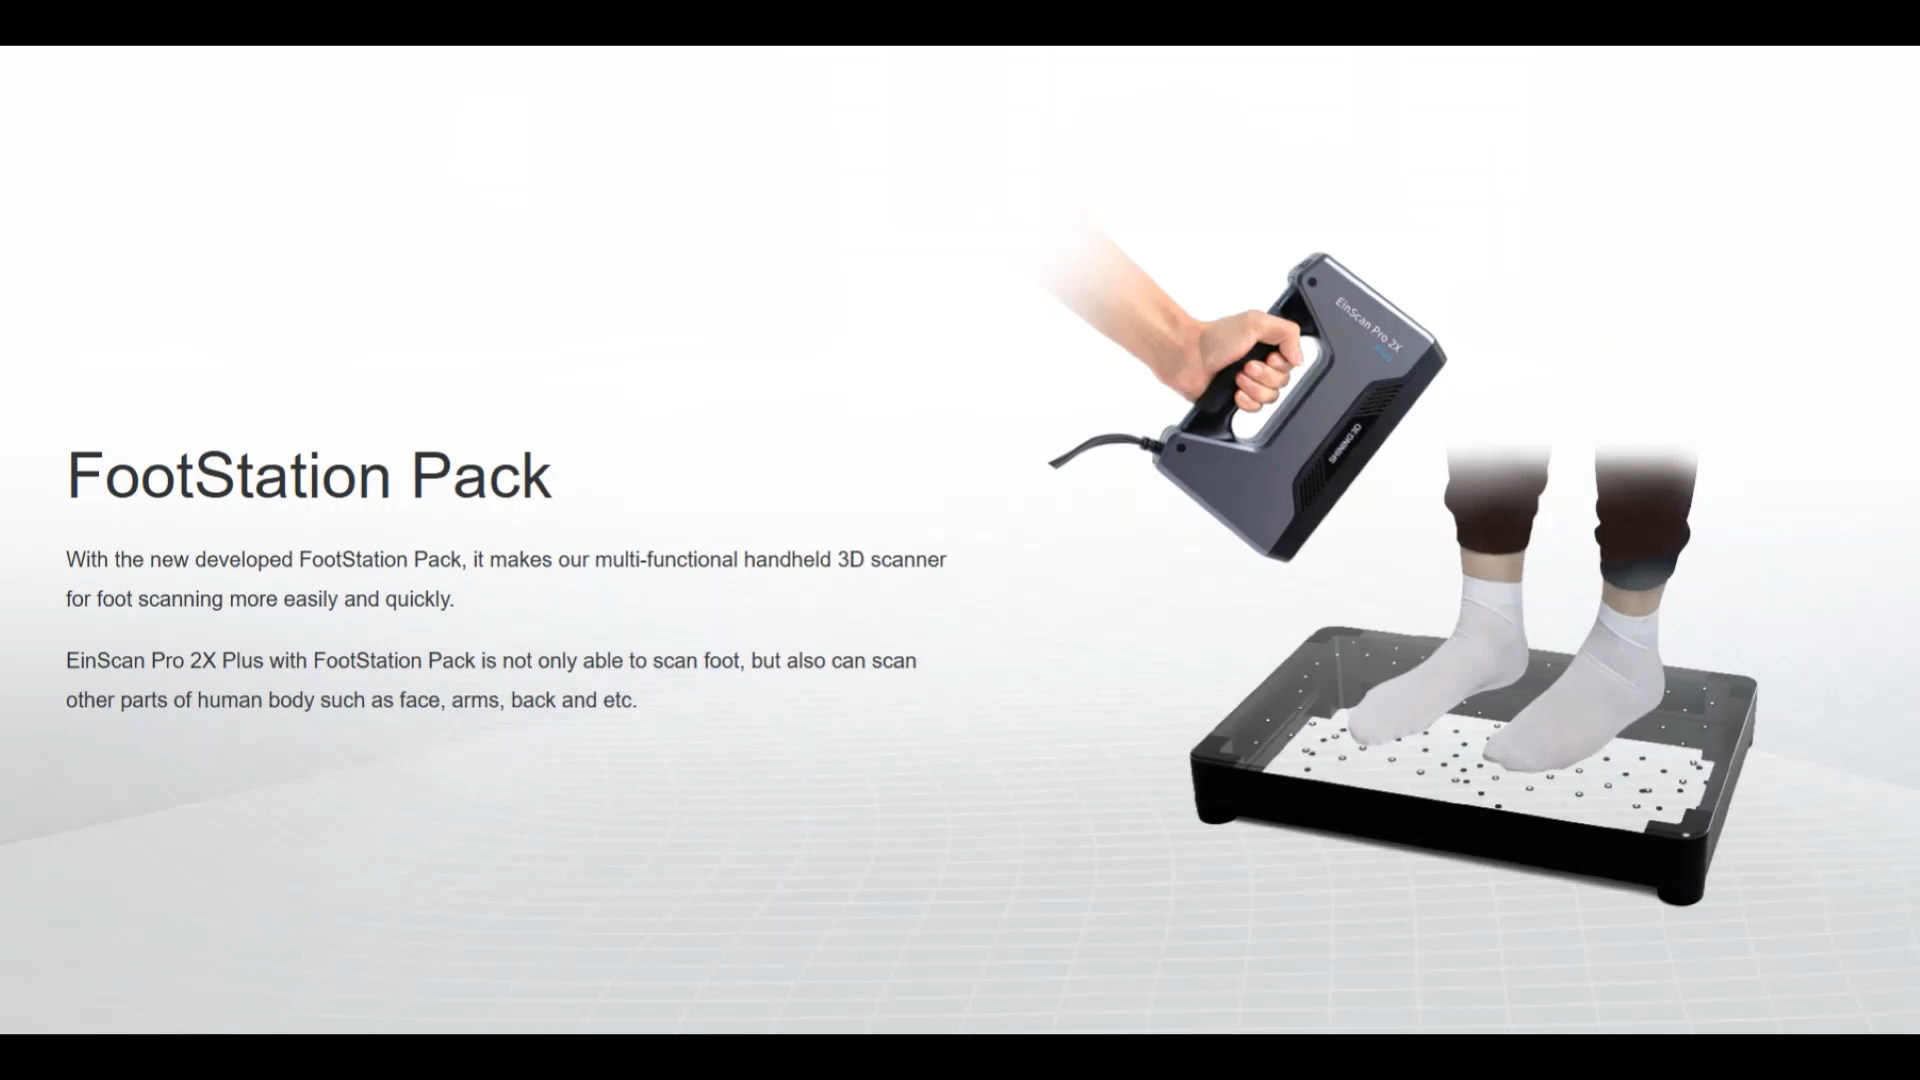 FootStation Pack
With the new developed FootStation Pack, it makes our multi-functional handheld 3D scanner
for foot scanning more easily and quickly.
EinScan Pro 2X Plus with FootStation Pack is not only able to scan foot, but also can scan
other parts of human body such as face, arms, back and etc.
EinScan Pro 2X
Plus
SHINING 3D